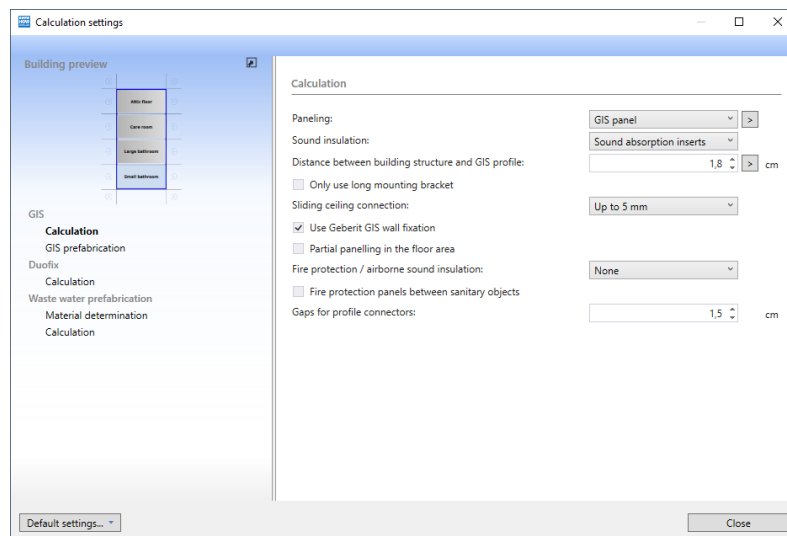 Calculation settings
Building preview
Attic floor
Care room
Large bathroom
Small bathroom
GIS
Calculation
GIS prefabrication
Duofix
Calculation
Waste water prefabrication
Material determination
Calculation
Calculation
Paneling: GIS panel >
Sound insulation: Sound absorption inserts
Distance between building structure and GIS profile: 1,8 > cm
Only use long mounting bracket
Sliding ceiling connection: Up to 5 mm
Use Geberit GIS wall fixation
Partial panelling in the floor area
Fire protection / airborne sound insulation: None
Fire protection panels between sanitary objects
Gaps for profile connectors: 1,5 cm
Default settings...
Close